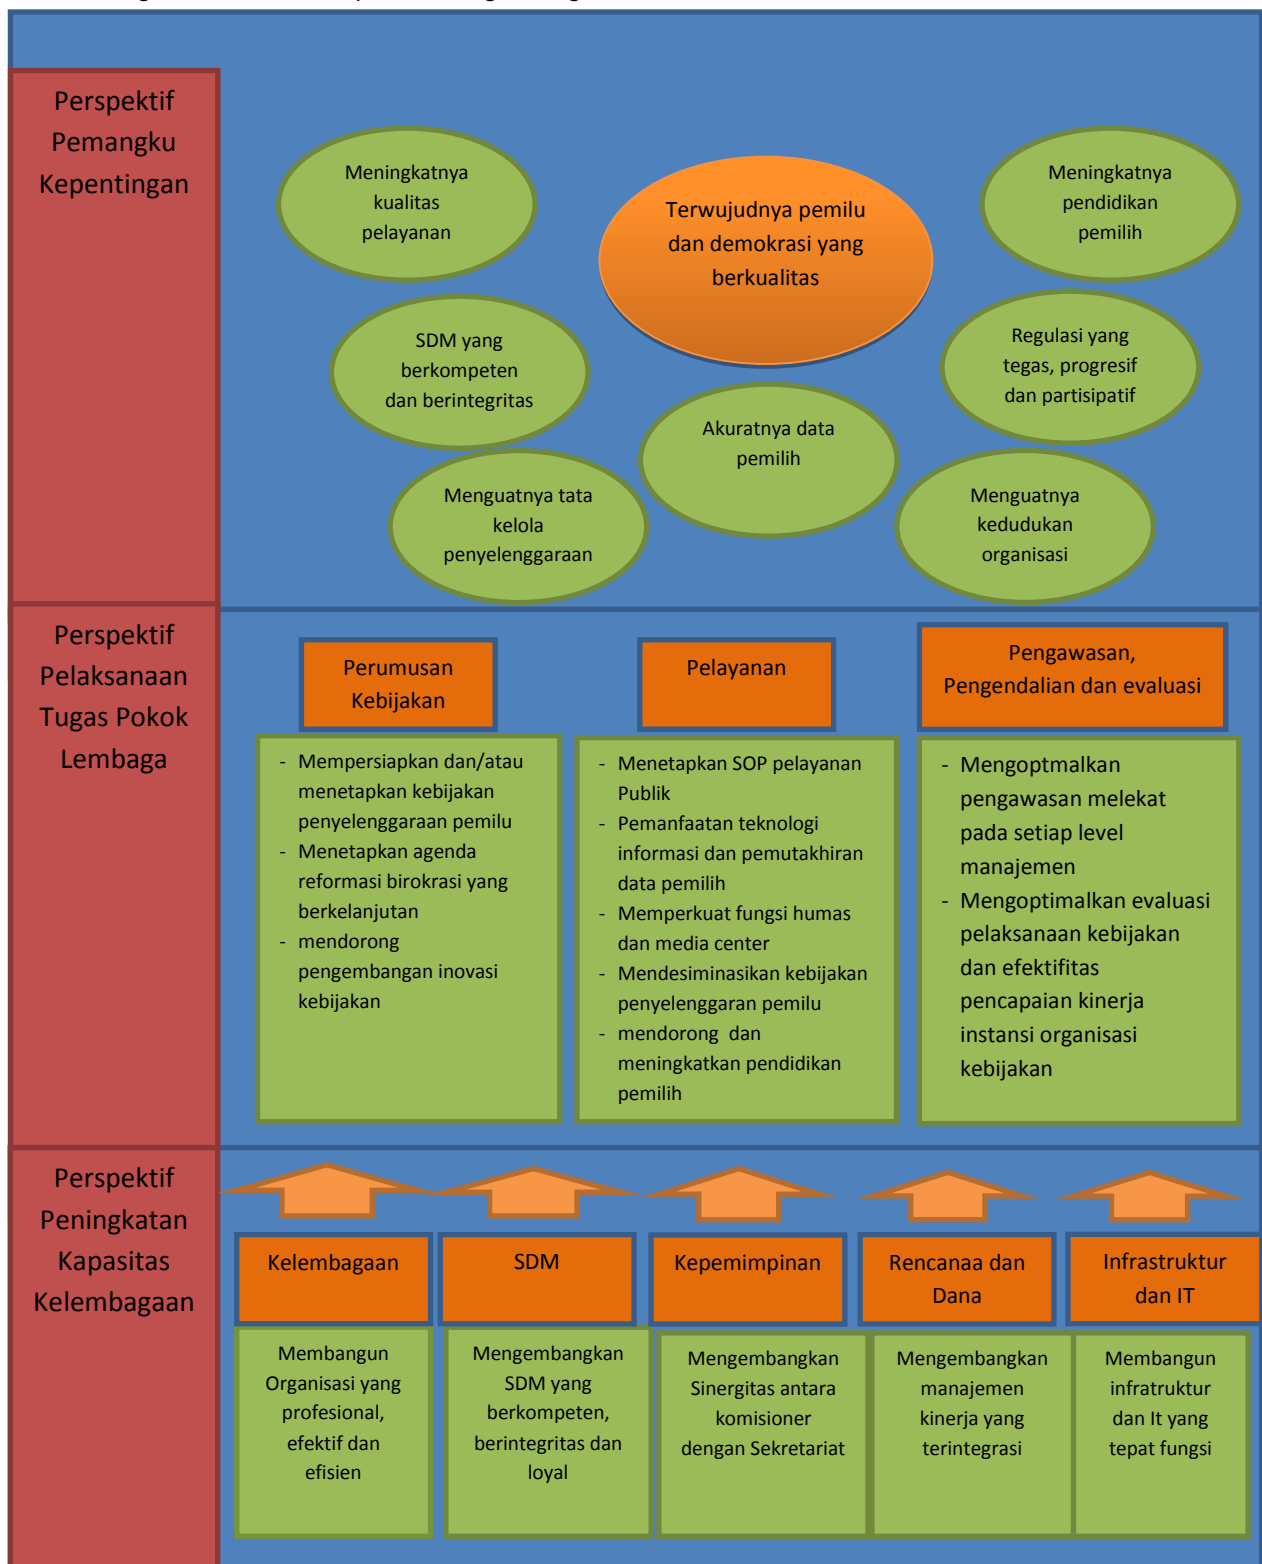 Perspektif
Pemangku
Kepentingan
Meningkatnya
kualitas
pelayanan
Terwujudnya pemilu
dan demokrasi yang
berkualitas
Meningkatnya
pendidikan
pemilih
SDM yang
berkompeten
dan berintegritas
Regulasi yang
tegas, progresif
dan partisipatif
Akuratnya data
pemilih
Menguatnya tata
kelola
penyelenggaraan
Menguatnya
kedudukan
organisasi
Perspektif
Pelaksanaan
Tugas Pokok
Lembaga
Perumusan
Kebijakan
- Mempersiapkan dan/atau
menetapkan kebijakan
penyelenggaraan pemilu
- Menetapkan agenda
reformasi birokrasi yang
berkelanjutan
- mendorong
pengembangan inovasi
kebijakan
Pelayanan
- Menetapkan SOP pelayanan
Publik
- Pemanfaatan teknologi
informasi dan pemutakhiran
data pemilih
- Memperkuat fungsi humas
dan media center
- Mendesiminasikan kebijakan
penyelenggaran pemilu
- mendorong dan
meningkatkan pendidikan
pemilih
Pengawasan,
Pengendalian dan evaluasi
- Mengoptmalkan
pengawasan melekat
pada setiap level
manajemen
- Mengoptimalkan evaluasi
pelaksanaan kebijakan
dan efektifitas
pencapaian kinerja
instansi organisasi
kebijakan
Perspektif
Peningkatan
Kapasitas
Kelembagaan
Kelembagaan
Membangun
Organisasi yang
profesional,
efektif dan
efisien
SDM
Mengembangkan
SDM yang
berkompeten,
berintegritas dan
loyal
Kepemimpinan
Mengembangkan
Sinergitas antara
komisioner
dengan Sekretariat
Rencanaa dan
Dana
Mengembangkan
manajemen
kinerja yang
terintegrasi
Infrastruktur
dan IT
Membangun
infratruktur
dan It yang
tepat fungsi